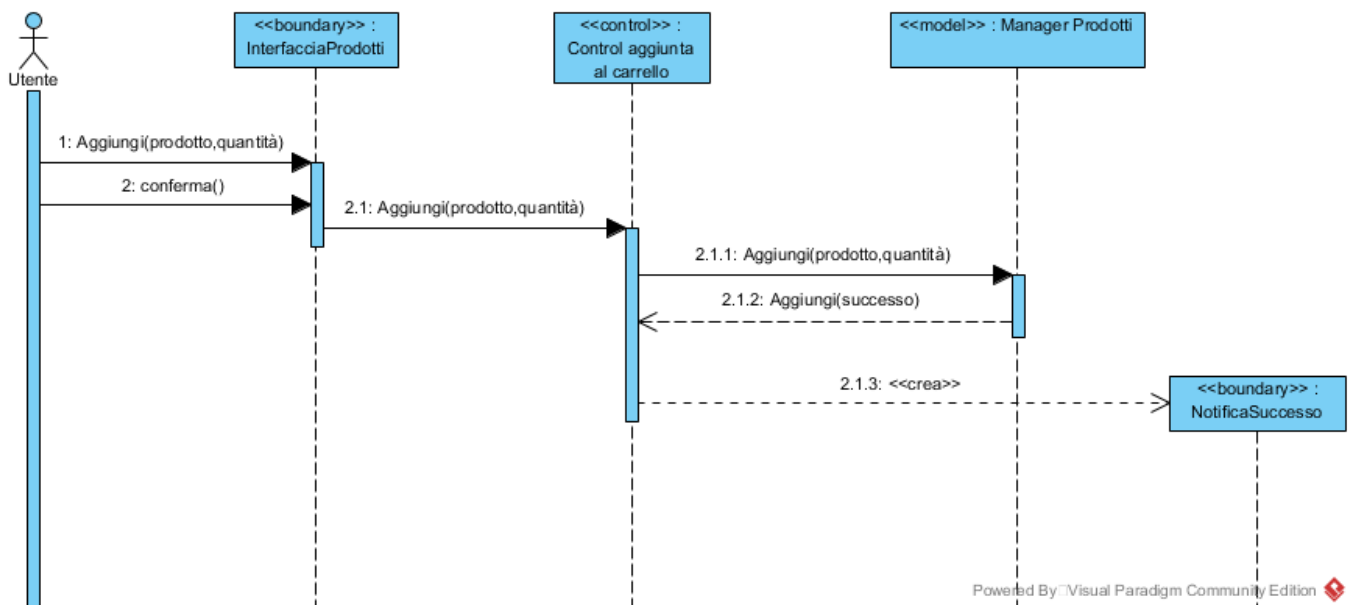 <<boundary>> :
InterfacciaProdotti
<<control>> :
Control aggiunta
al carrello
<<model>> : Manager Prodotti
Utente
1: Aggiungi(prodotto,quantità)
2: conferma()
2.1: Aggiungi(prodotto,quantità)
2.1.1: Aggiungi(prodotto,quantità)
2.1.2: Aggiungi(successo)
2.1.3: <<crea>>
<<boundary>> :
NotificaSuccesso
Powered By Visual Paradigm Community Edition